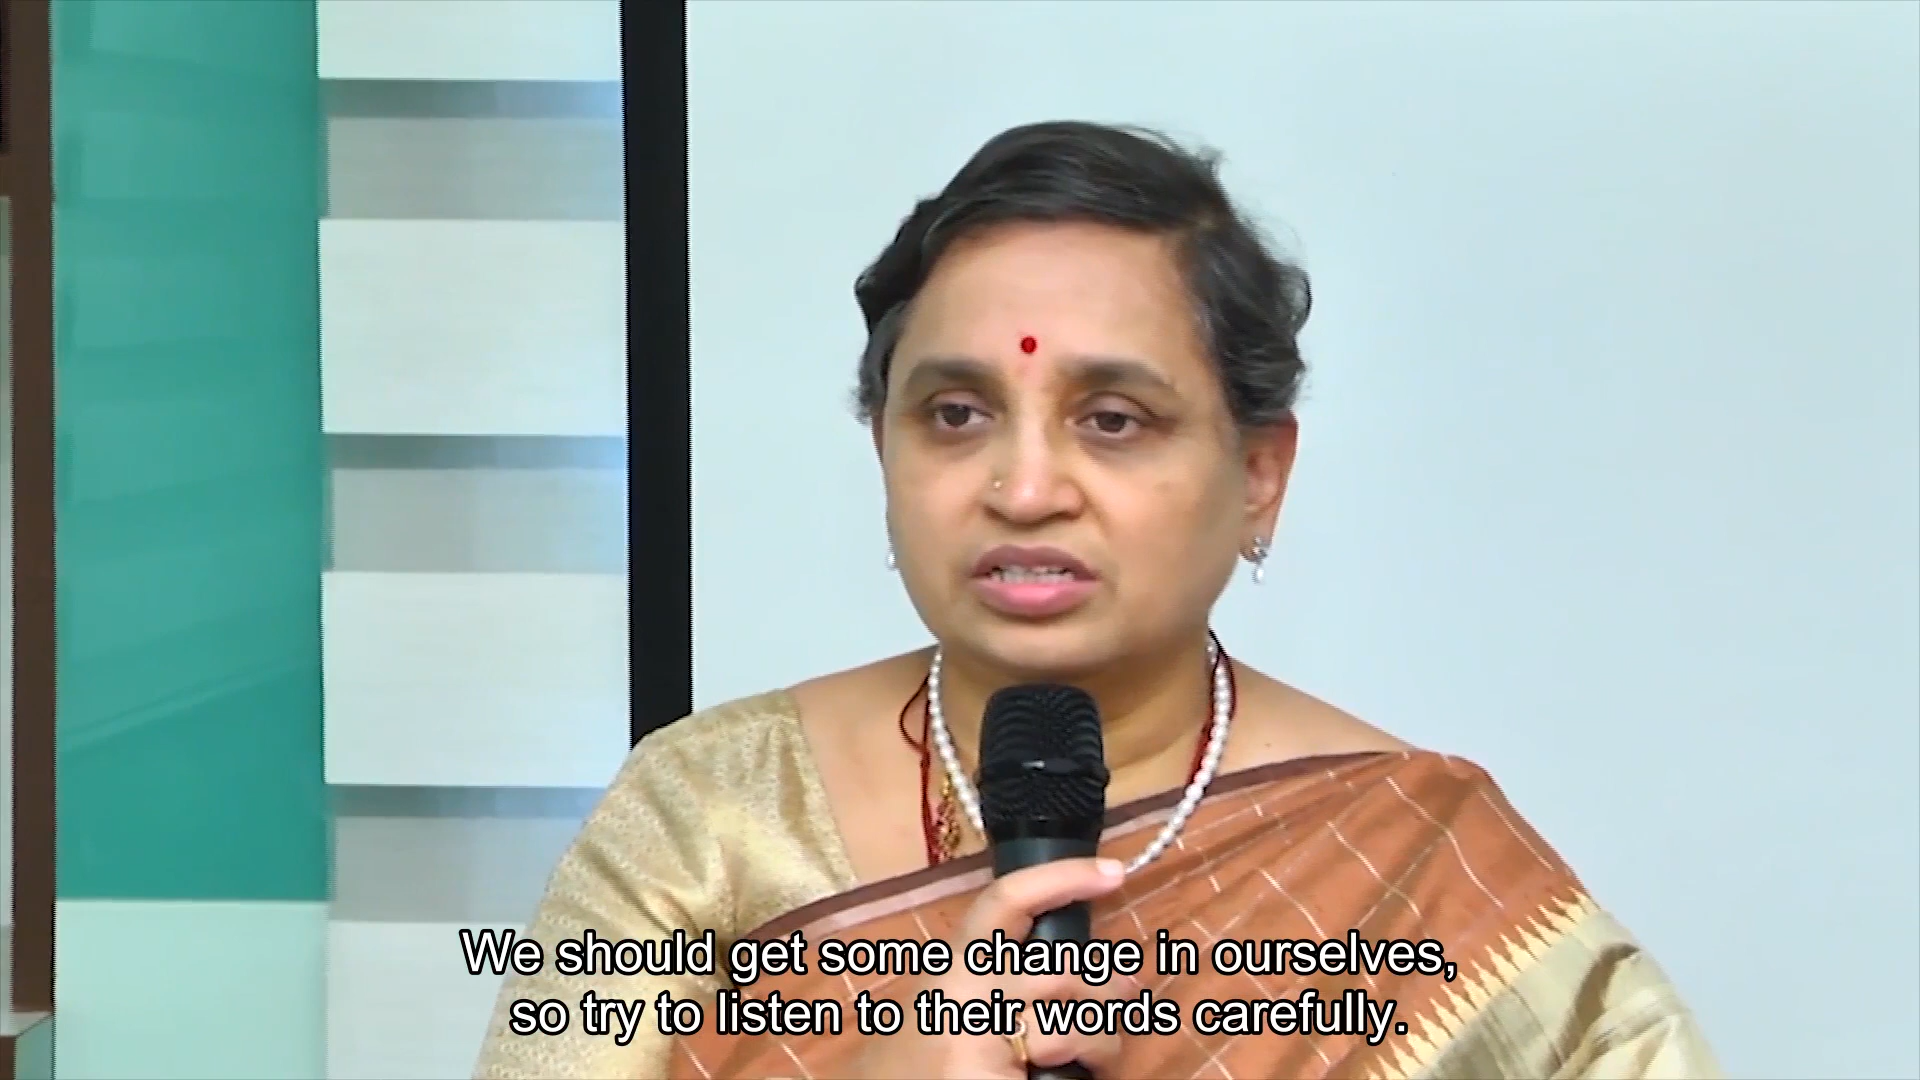 We should get some change in ourselves,
so try to listen to their words carefully.